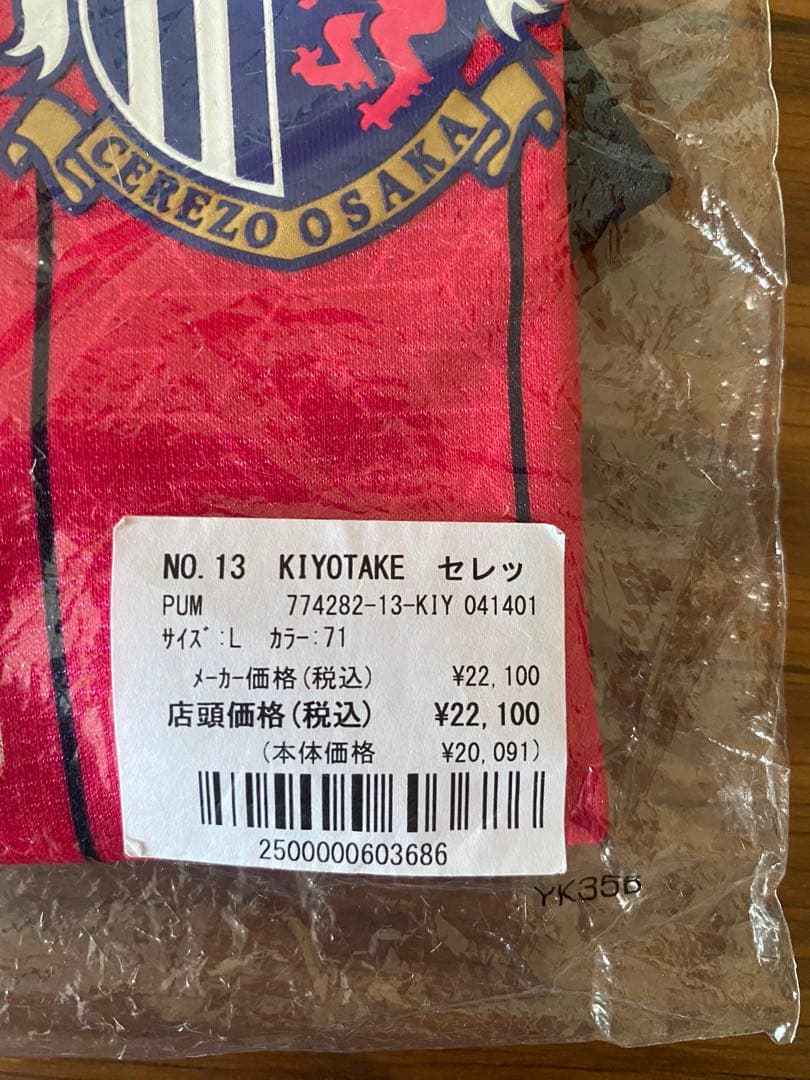 CEREZO OSAKA
NO.13 KIYOTAKE セレッ
PUM 774282-13-KIY 041401
ｻｲｽﾞ:L ｶﾗｰ:71
ﾒｰｶｰ価格(税込) ¥22,100
店頭価格(税込) ¥22,100
(本体価格 ¥20,091)
2500000603686
YK35B